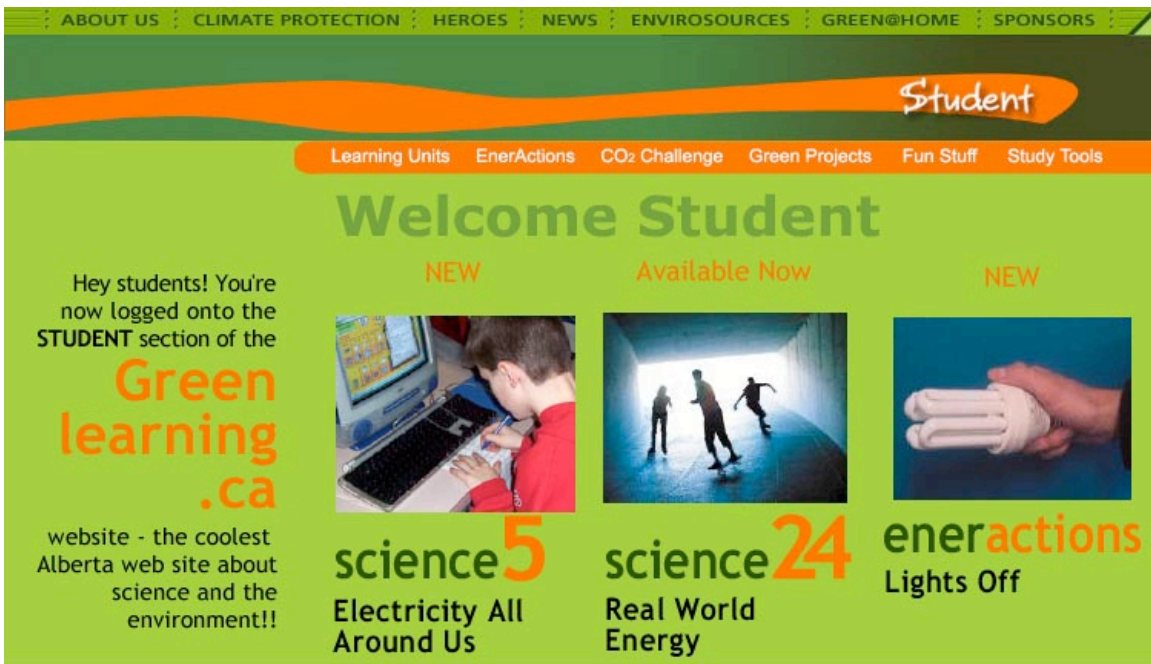 ABOUT US CLIMATE PROTECTION HEROES NEWS ENVIROSOURCES GREEN@HOME SPONSORS
Student
Learning Units EnerActions CO₂ Challenge Green Projects Fun Stuff Study Tools
Welcome Student
Hey students! You're
now logged onto the
STUDENT section of the
Green
learning
.ca
website - the coolest
Alberta web site about
science and the
environment!!
NEW
science5
Electricity All
Around Us
Available Now
science24
Real World
Energy
NEW
eneractions
Lights Off